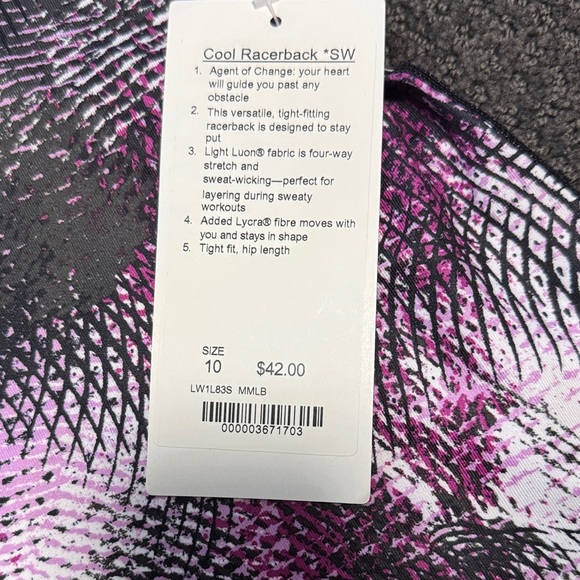 Cool Racerback *SW
1. Agent of Change: your heart
will guide you past any
obstacle
2. This versatile, tight-fitting
racerback is designed to stay
put
3. Light Luon® fabric is four-way
stretch and
sweat-wicking—perfect for
layering during sweaty
workouts
4. Added Lycra® fibre moves with
you and stays in shape
5. Tight fit, hip length
SIZE
10 $42.00
LW1L83S MMLB
000003671703